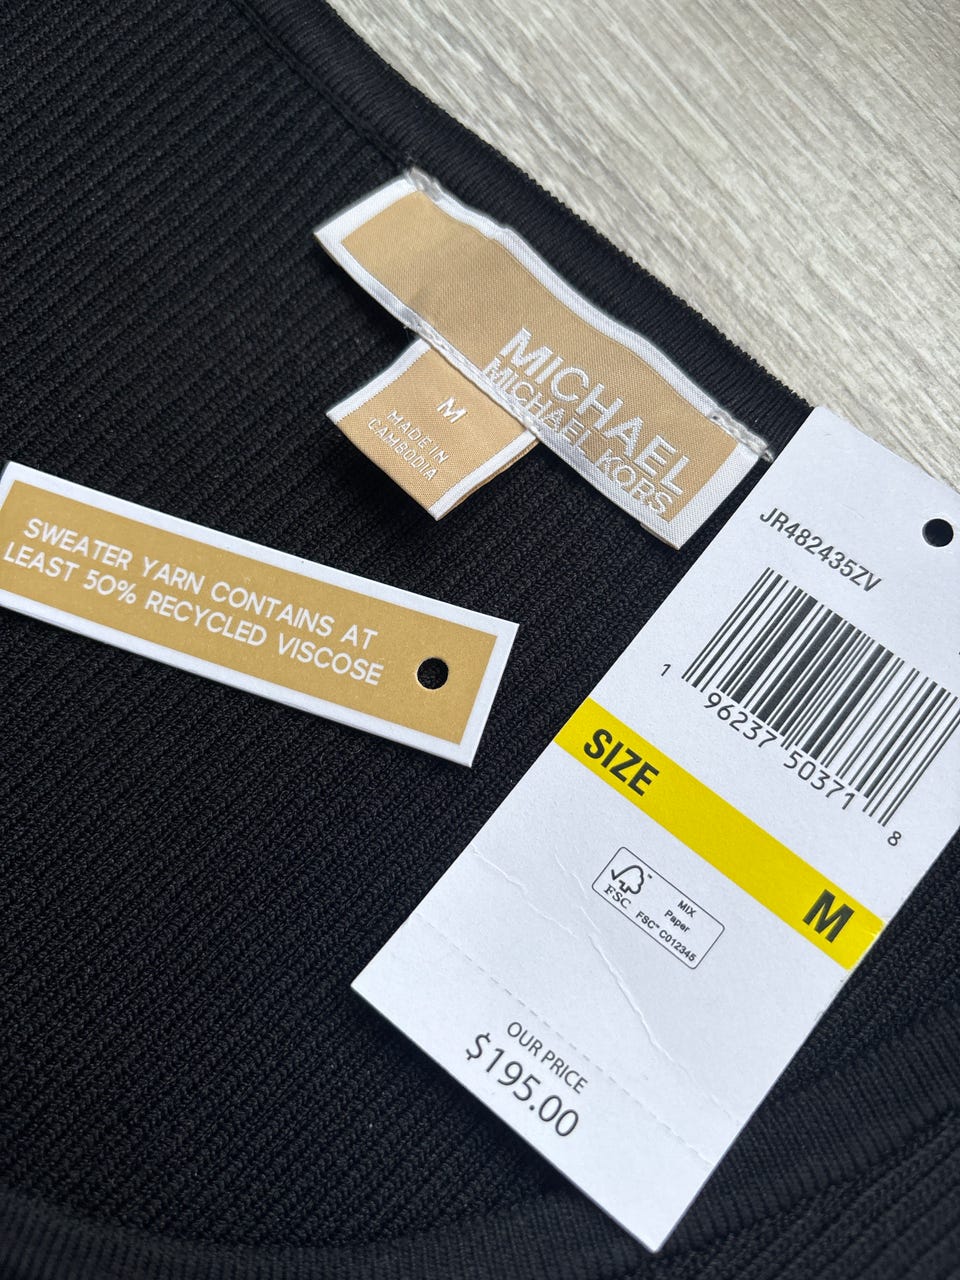 MICHAEL
MICHAEL KORS
M
MADE IN
CAMBODIA
SWEATER YARN CONTAINS AT
LEAST 50% RECYCLED VISCOSE
JR482435ZV
1 96237 50371 8
SIZE M
FSC
MIX
Paper
FSC™ C012345
OUR PRICE
$195.00